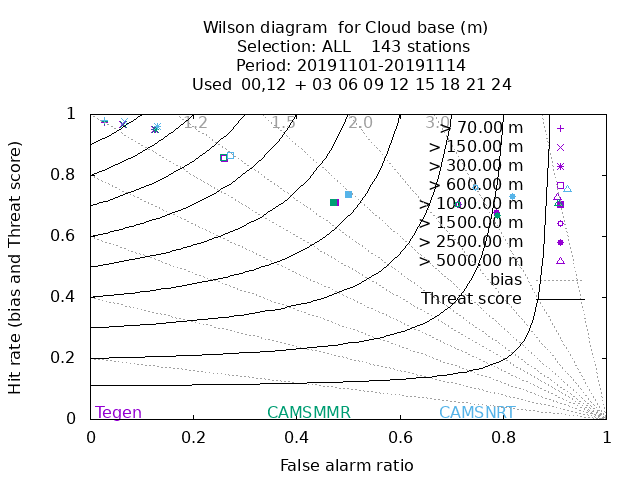 Wilson diagram  for Cloud base (m)
Selection: ALL    143 stations
Period: 20191101-20191114
Used  00,12  + 03 06 09 12 15 18 21 24
Hit rate (bias and Threat score)
1
0.8
0.6
0.4
0.2
0
1.2
1.5
2.0
3.0
> 70.00 m
> 150.00 m
> 300.00 m
> 600.00 m
> 1000.00 m
> 1500.00 m
> 2500.00 m
> 5000.00 m
bias
Threat score
Tegen CAMSMMR CAMSNRT
0 0.2 0.4 0.6 0.8 1
False alarm ratio